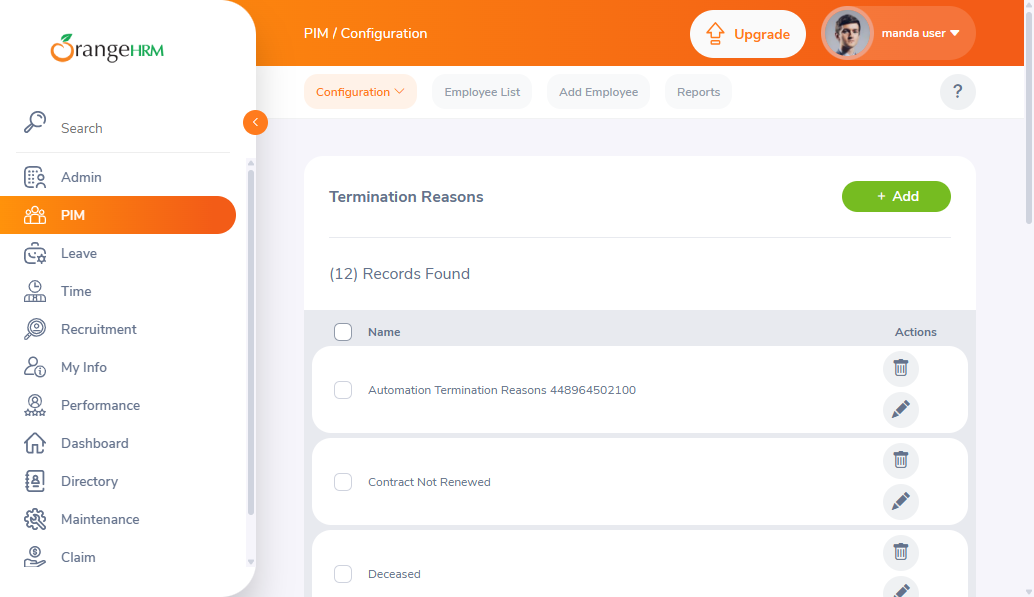 OrangeHRM
PIM / Configuration
Upgrade
manda user
Configuration
Employee List
Add Employee
Reports
?
Search
Admin
PIM
Leave
Time
Recruitment
My Info
Performance
Dashboard
Directory
Maintenance
Claim
Termination Reasons
+ Add
(12) Records Found
Name
Actions
Automation Termination Reasons 448964502100
Contract Not Renewed
Deceased